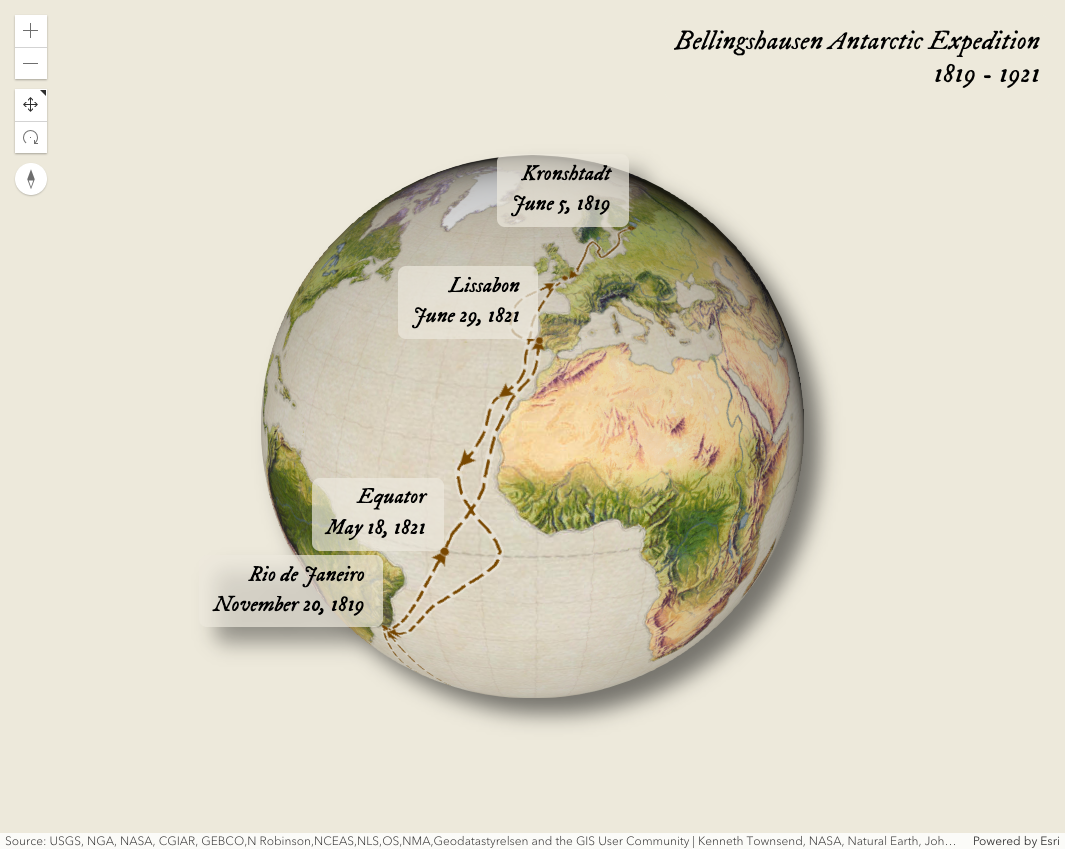 Bellingshausen Antarctic Expedition
1819 - 1921
Kronshtadt
June 5, 1819
Lissabon
June 29, 1821
Equator
May 18, 1821
Rio de Janeiro
November 20, 1819
Source: USGS, NGA, NASA, CGIAR, GEBCO,N Robinson,NCEAS,NLS,OS,NMA,Geodatastyrelsen and the GIS User Community | Kenneth Townsend, NASA, Natural Earth, Joh… Powered by Esri